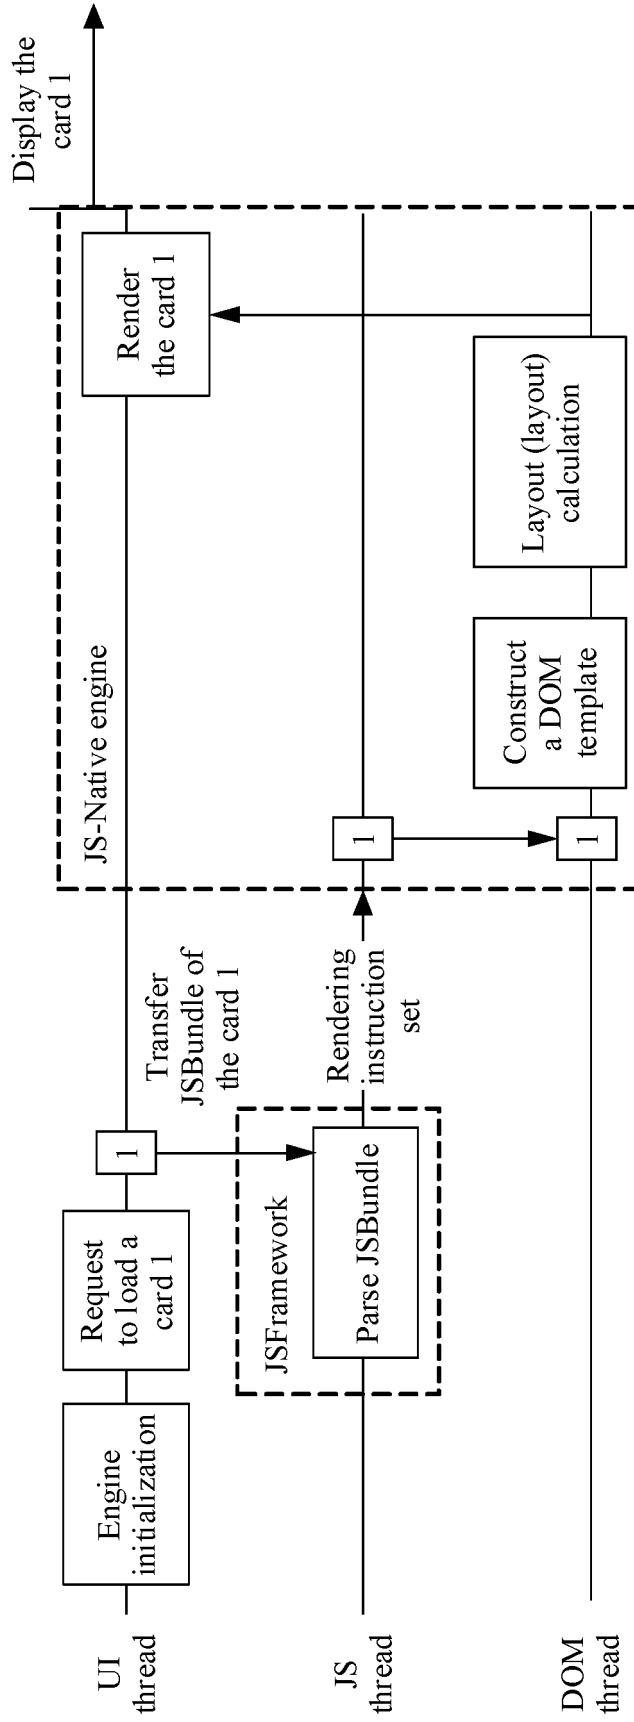 UI
thread
Engine
initialization
Request
to load a
card 1
1
Transfer
JSBundle of
the card 1
JS-Native engine
Render
the card 1
Display the
card 1
JS
thread
JSFramework
Parse JSBundle
Rendering
instruction
set
1
DOM
thread
1
Construct
a DOM
template
Layout (layout)
calculation